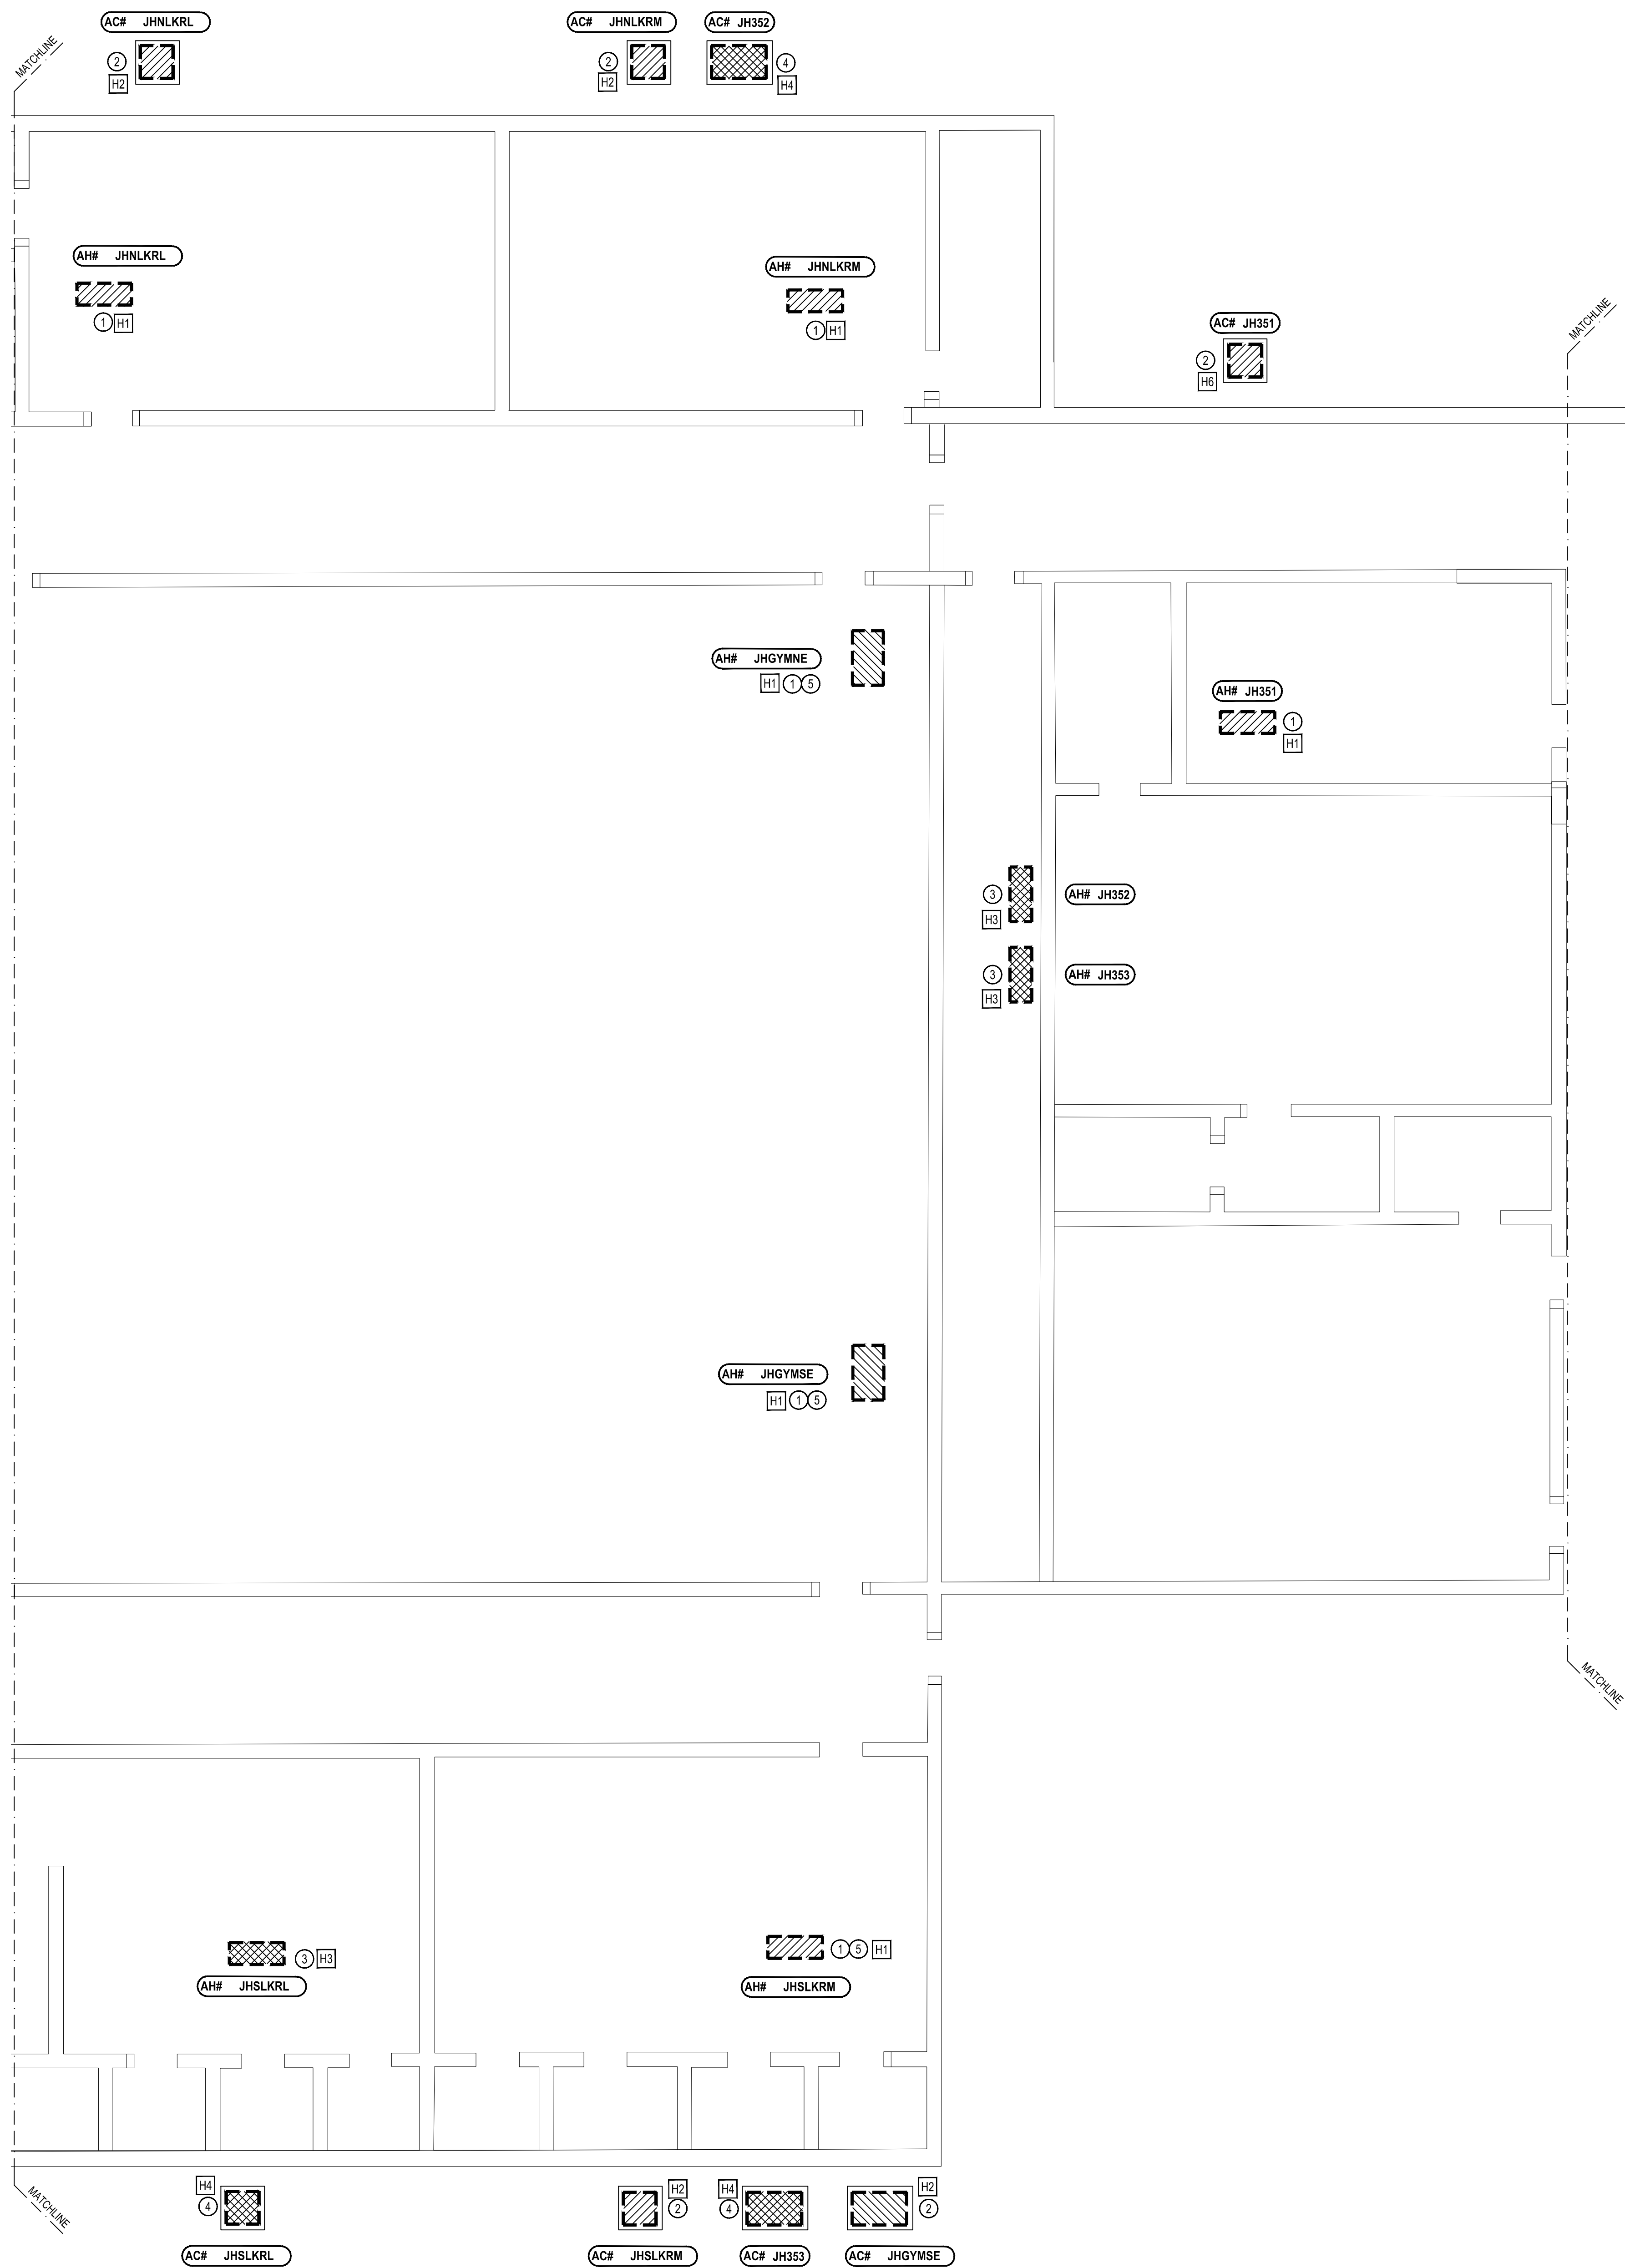 AC# JHNLKRL
AC# JHNLKRM
AC# JH352
MATCHLINE
2
H2
2
H2
4
H4
AH# JHNLKRL
1 H1
AH# JHNLKRM
1 H1
MATCHLINE
AC# JH351
2
H6
AH# JHGYMNE
H1 1 5
AH# JH351
1
H1
3
H3
AH# JH352
3
H3
AH# JH353
AH# JHGYMSE
H1 1 5
MATCHLINE
3 H3
AH# JHSLKRL
1 5 H1
AH# JHSLKRM
MATCHLINE
H4
4
H2
2
H4
4
H2
2
AC# JHSLKRL
AC# JHSLKRM
AC# JH353
AC# JHGYMSE